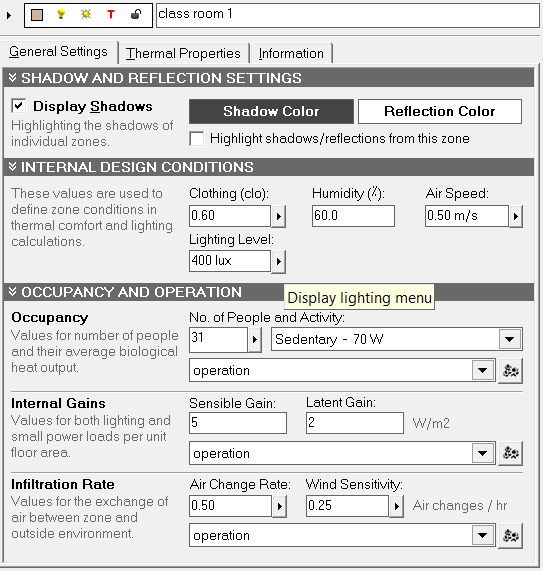 T
class room 1
General Settings
Thermal Properties
Information
SHADOW AND REFLECTION SETTINGS
Display Shadows
Shadow Color
Reflection Color
Highlighting the shadows of
individual zones.
Highlight shadows/reflections from this zone
INTERNAL DESIGN CONDITIONS
These values are used to
define zone conditions in
thermal comfort and lighting
calculations.
Clothing (clo):
Humidity (%):
Air Speed:
0.60
60.0
0.50 m/s
Lighting Level:
400 lux
OCCUPANCY AND OPERATION
Display lighting menu
Occupancy
Values for number of people
and their average biological
heat output.
No. of People and Activity:
31
Sedentary - 70 W
operation
Internal Gains
Values for both lighting and
small power loads per unit
floor area.
Sensible Gain:
Latent Gain:
5
2
W/m2
operation
Infiltration Rate
Values for the exchange of
air between zone and
outside environment.
Air Change Rate:
Wind Sensitivity:
0.50
0.25
Air changes / hr
operation